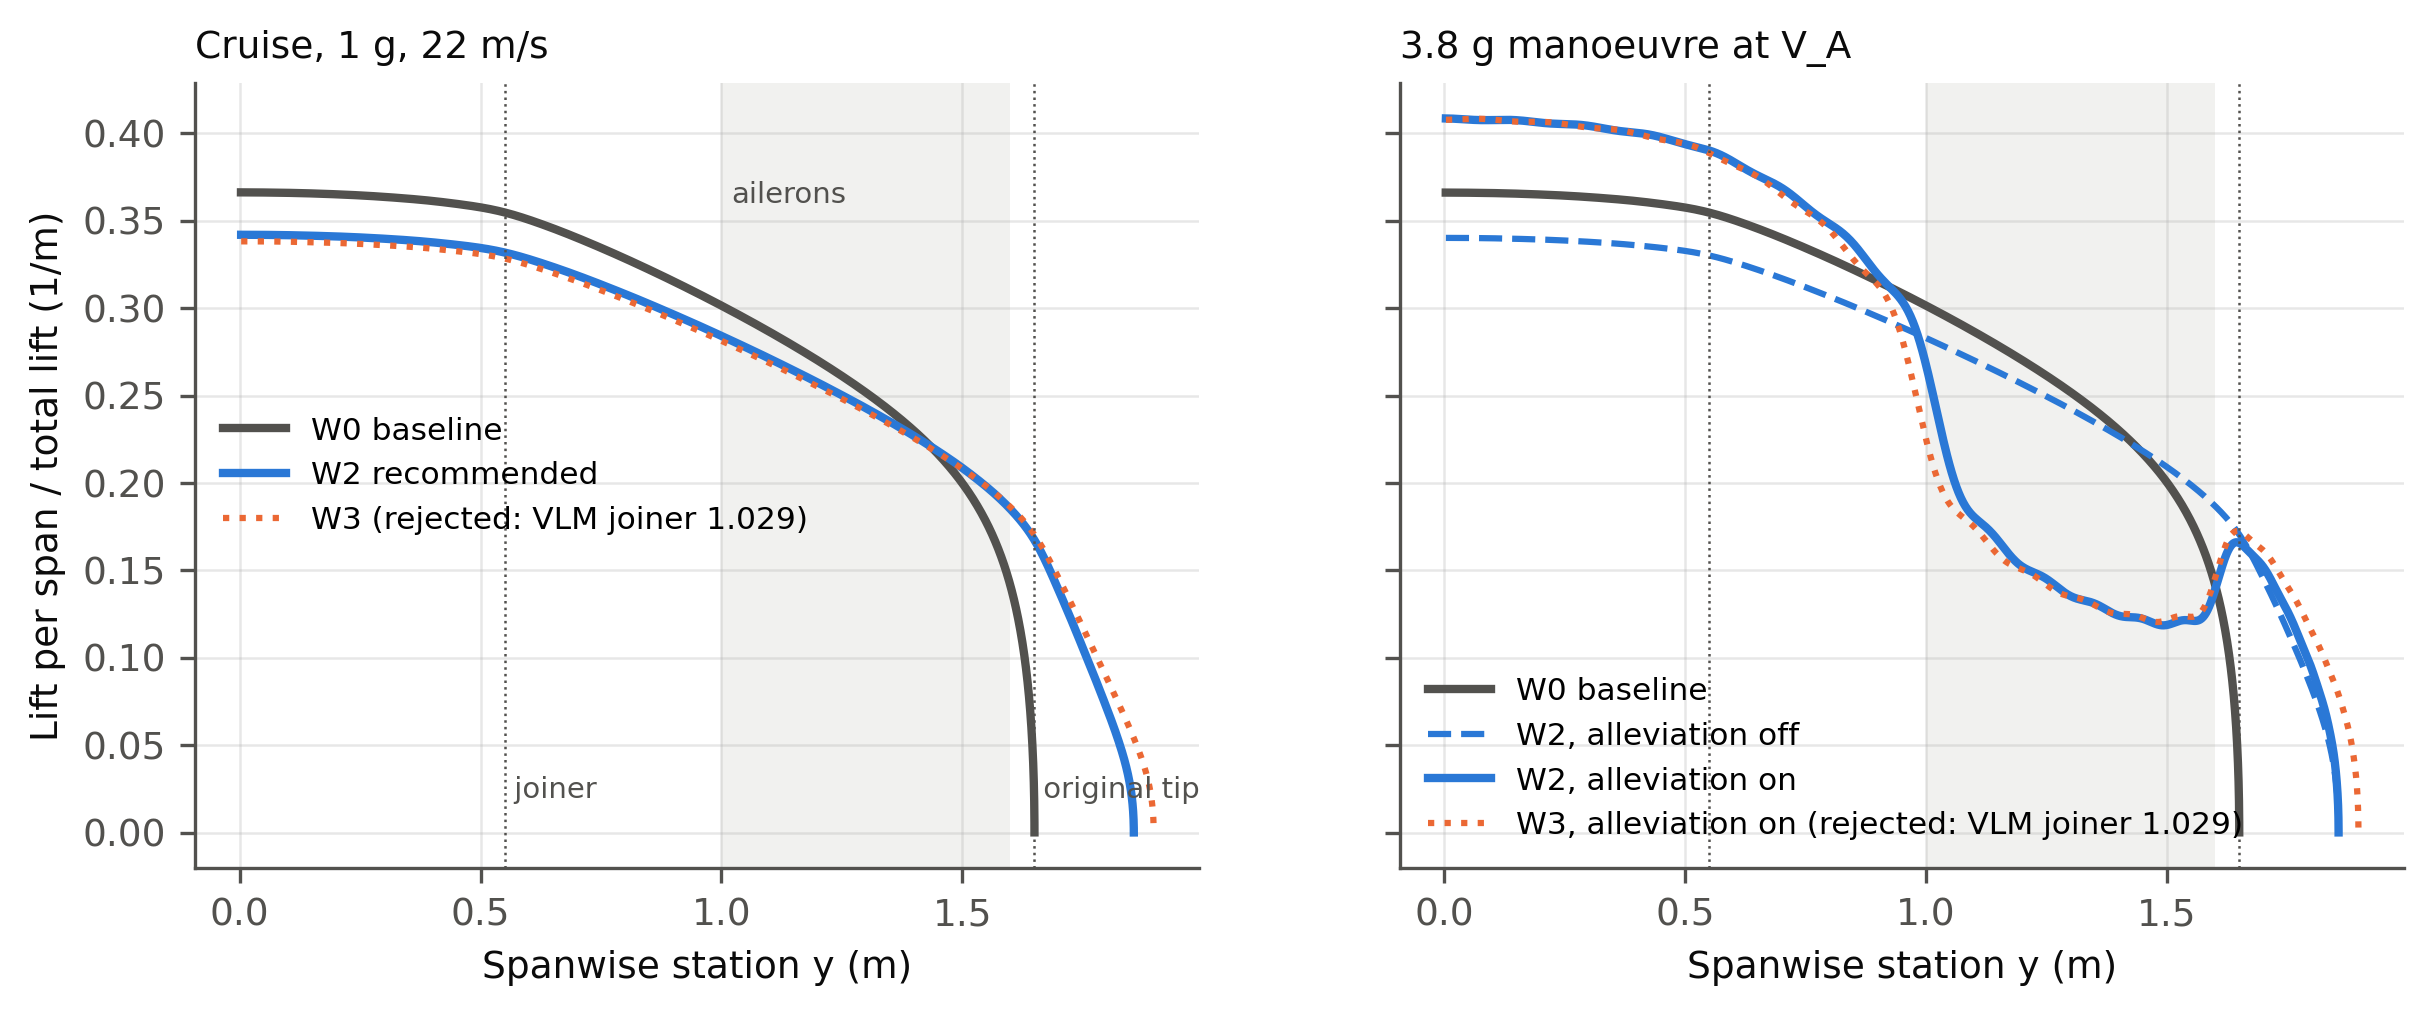 Cruise, 1 g, 22 m/s
Lift per span / total lift (1/m)
0.40
0.35
0.30
0.25
0.20
0.15
0.10
0.05
0.00
ailerons
W0 baseline
W2 recommended
W3 (rejected: VLM joiner 1.029)
joiner
original tip
0.0 0.5 1.0 1.5
Spanwise station y (m)
3.8 g manoeuvre at V_A
W0 baseline
W2, alleviation off
W2, alleviation on
W3, alleviation on (rejected: VLM joiner 1.029)
0.0 0.5 1.0 1.5
Spanwise station y (m)